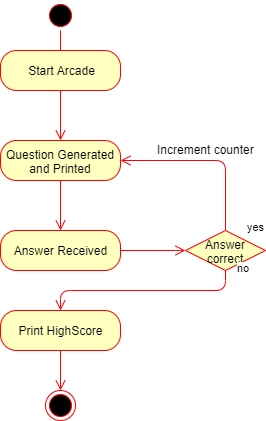 Start Arcade
Question Generated
and Printed
Increment counter
Answer Received
yes
Answer
correct
no
Print HighScore